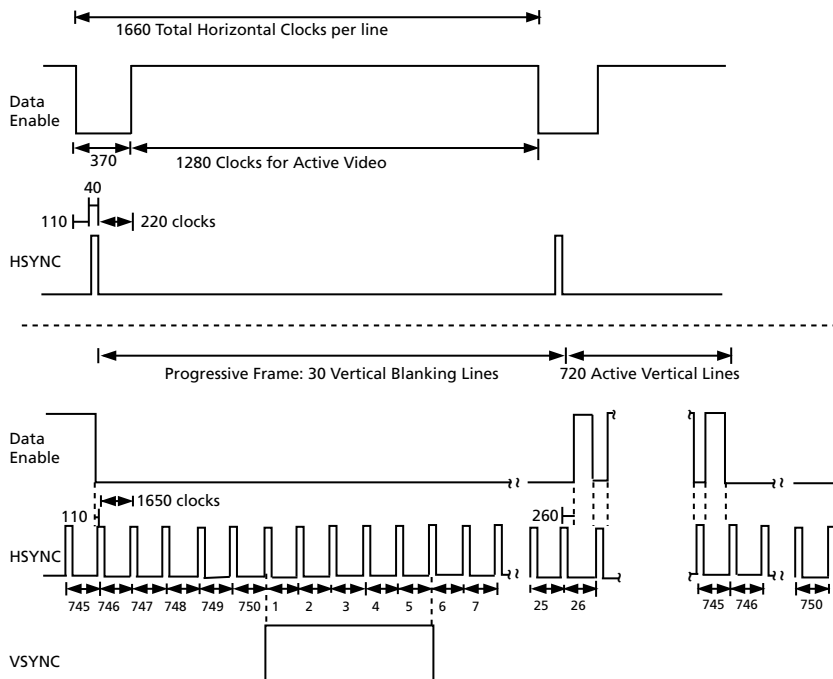 1660 Total Horizontal Clocks per line
Data
Enable
370
1280 Clocks for Active Video
40
110
220 clocks
HSYNC
Progressive Frame: 30 Vertical Blanking Lines
720 Active Vertical Lines
Data
Enable
1650 clocks
110
260
HSYNC
745 746 747 748 749 750 1 2 3 4 5 6 7 25 26 745 746 750
VSYNC